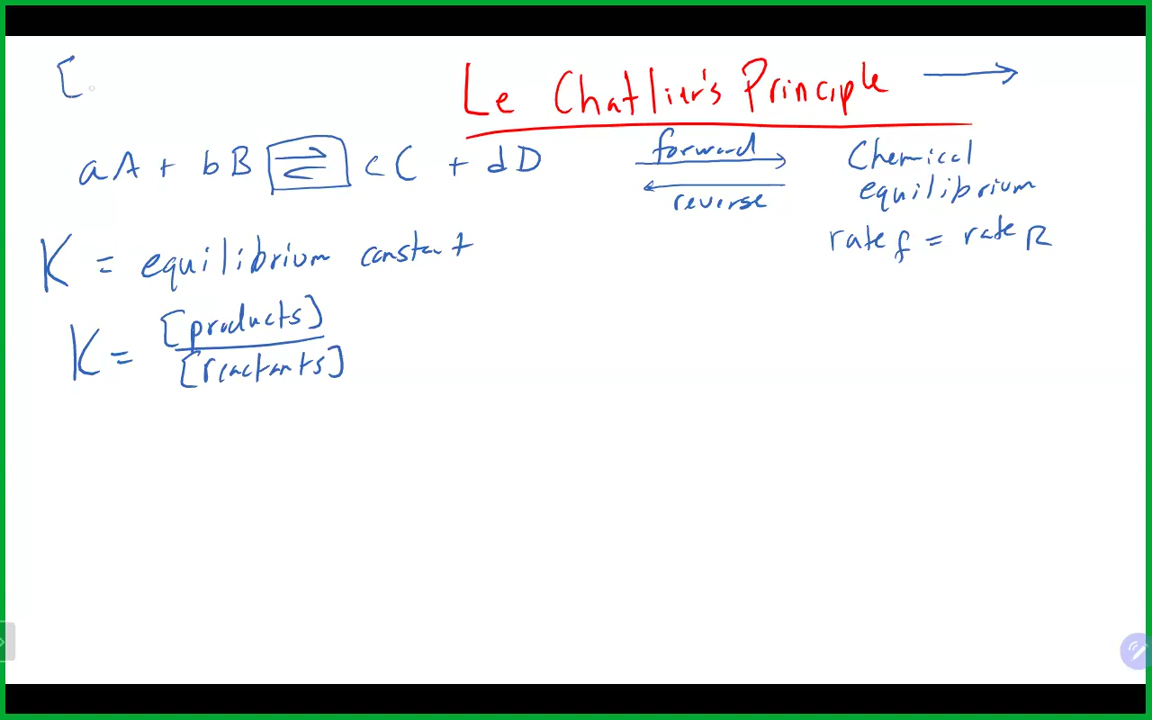 [
Le Chatlier's Principle →
aA + bB ⇌ cC + dD
forward
reverse
Chemical
equilibrium
rate f = rate R
K = equilibrium constant
K = [products]
[reactants]